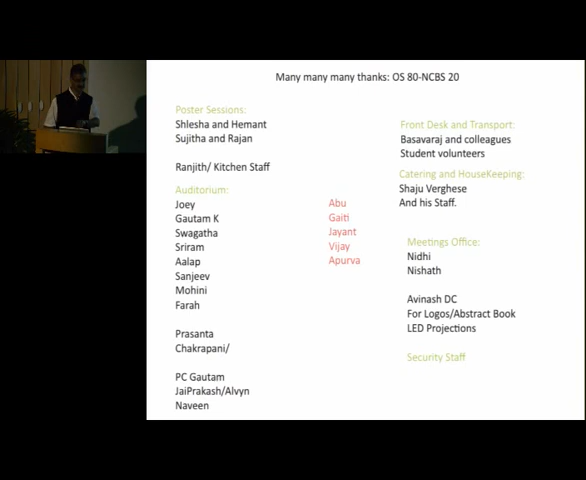 Many many many thanks: OS 80-NCBS 20
Poster Sessions:
Shlesha and Hemant
Sujitha and Rajan
Ranjith/ Kitchen Staff
Auditorium:
Joey
Gautam K
Swagatha
Sriram
Aalap
Sanjeev
Mohini
Farah
Prasanta
Chakrapani/
PC Gautam
JaiPrakash/Alvyn
Naveen
Abu
Gaiti
Jayant
Vijay
Apurva
Front Desk and Transport:
Basavaraj and colleagues
Student volunteers
Catering and HouseKeeping:
Shaju Verghese
And his Staff.
Meetings Office:
Nidhi
Nishath
Avinash DC
For Logos/Abstract Book
LED Projections
Security Staff